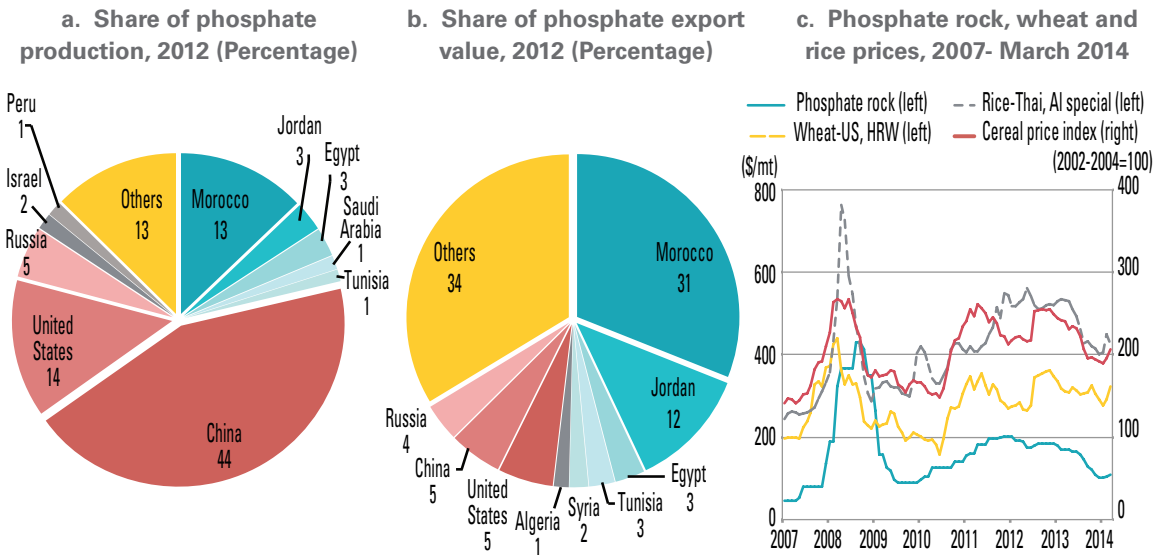 a. Share of phosphate
production, 2012 (Percentage)
Peru
1
Israel
2
Russia
5
United
States
14
China
44
Others
13
Morocco
13
Jordan
3
Egypt
3
Saudi
Arabia
1
Tunisia
1
b. Share of phosphate export
value, 2012 (Percentage)
Others
34
Morocco
31
Jordan
12
Egypt
3
Tunisia
3
Syria
2
Algeria
1
United
States
5
China
5
Russia
4
c. Phosphate rock, wheat and
rice prices, 2007- March 2014
Phosphate rock (left)
Rice-Thai, AI special (left)
Wheat-US, HRW (left)
Cereal price index (right)
($/mt)
(2002-2004=100)
800
600
400
200
0
400
300
200
100
0
2007 2008 2009 2010 2011 2012 2013 2014